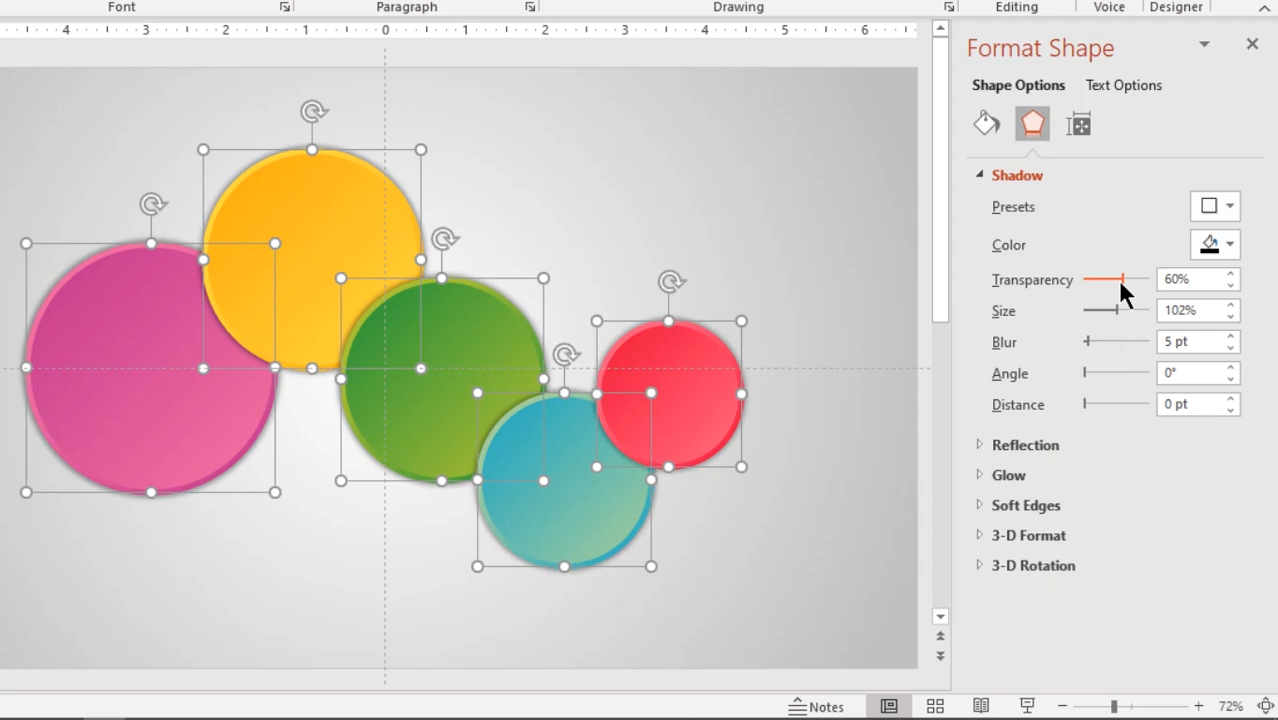 Font Paragraph Drawing Editing Voice Designer
4 3 2 1 0 1 2 3 4 5 6
Format Shape
Shape Options Text Options
Shadow
Presets
Color
Transparency 60%
Size 102%
Blur 5 pt
Angle 0°
Distance 0 pt
Reflection
Glow
Soft Edges
3-D Format
3-D Rotation
Notes 72%